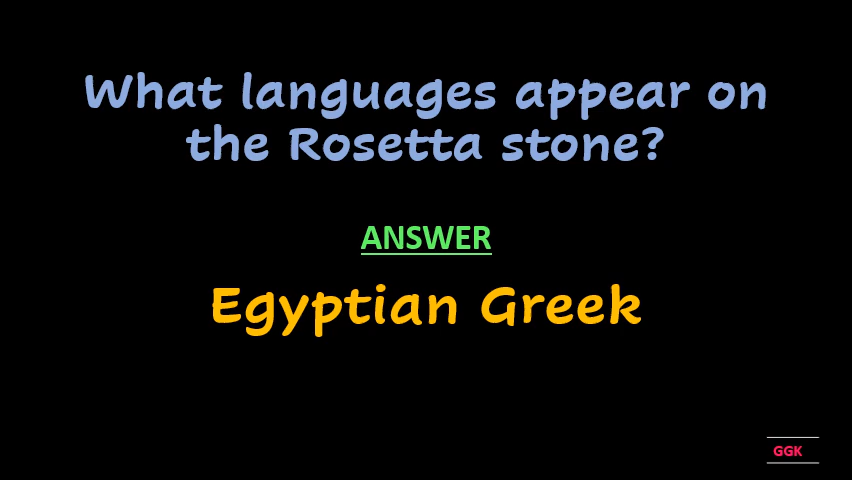 What languages appear on
the Rosetta stone?
ANSWER
Egyptian Greek
GGK